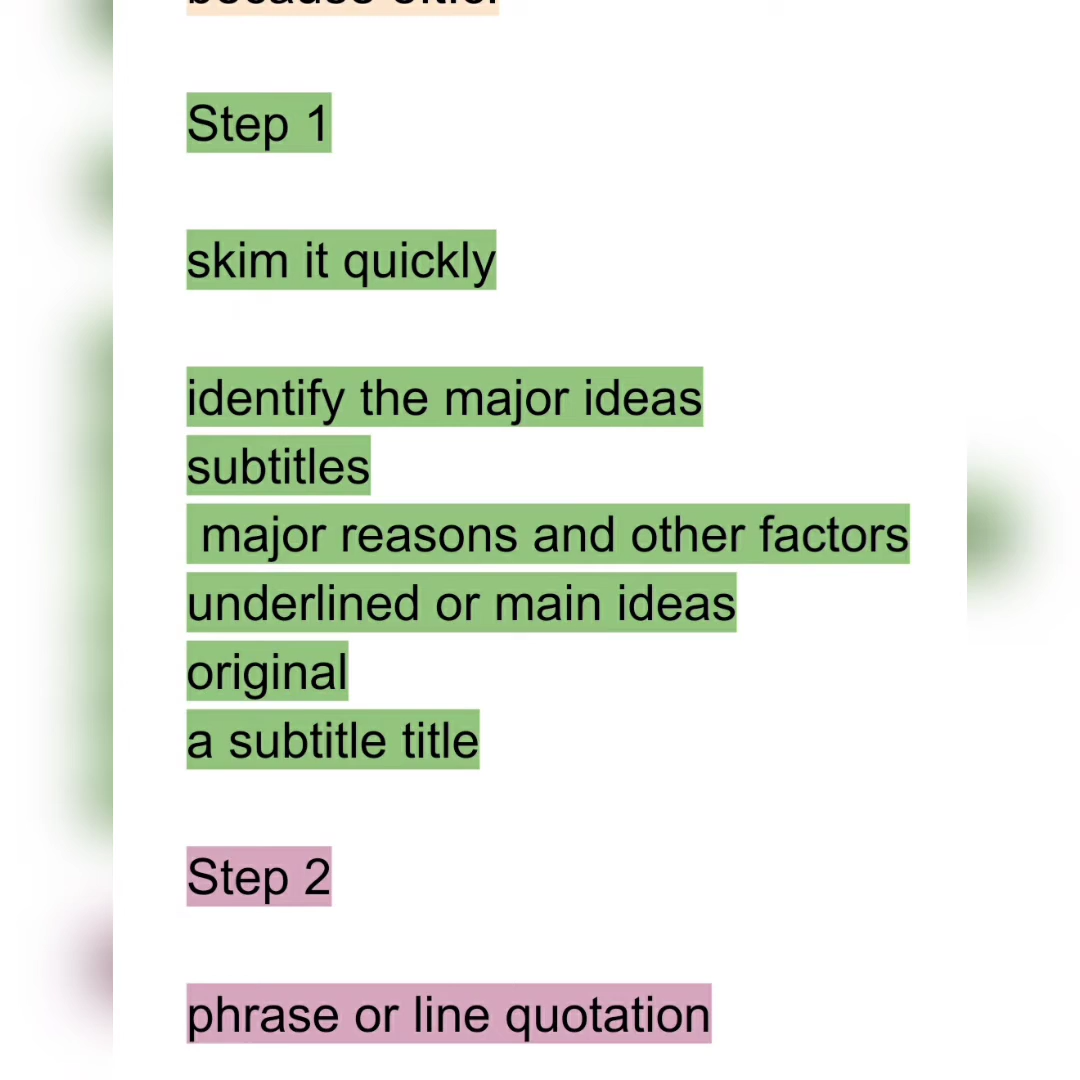 because
Step 1
skim it quickly
identify the major ideas
subtitles
major reasons and other factors
underlined or main ideas
original
a subtitle title
Step 2
phrase or line quotation